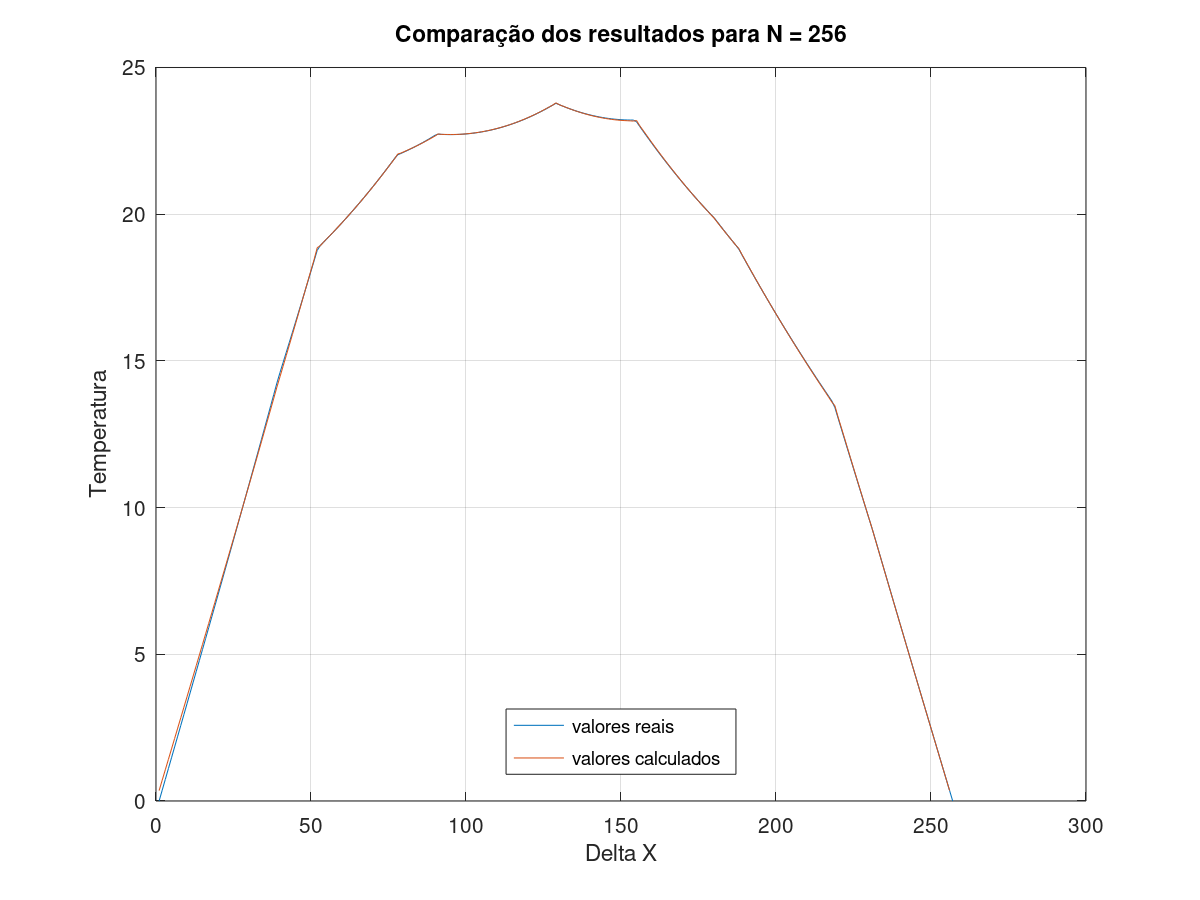 Comparação dos resultados para N = 256
25
20
15
10
5
0
Temperatura
valores reais
valores calculados
0 50 100 150 200 250 300
Delta X